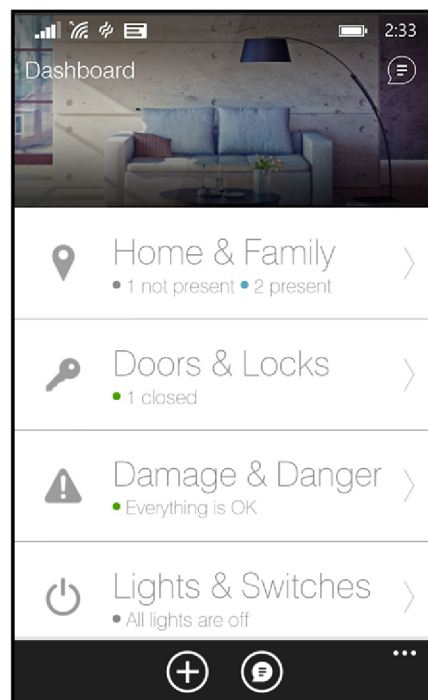 2:33
Dashboard
Home & Family
• 1 not present • 2 present
Doors & Locks
• 1 closed
Damage & Danger
• Everything is OK
Lights & Switches
• All lights are off